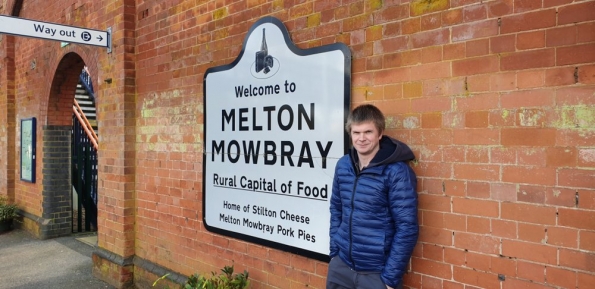 Way out
Welcome to
MELTON
MOWBRAY
Rural Capital of Food
Home of Stilton Cheese
Melton Mowbray Pork Pies